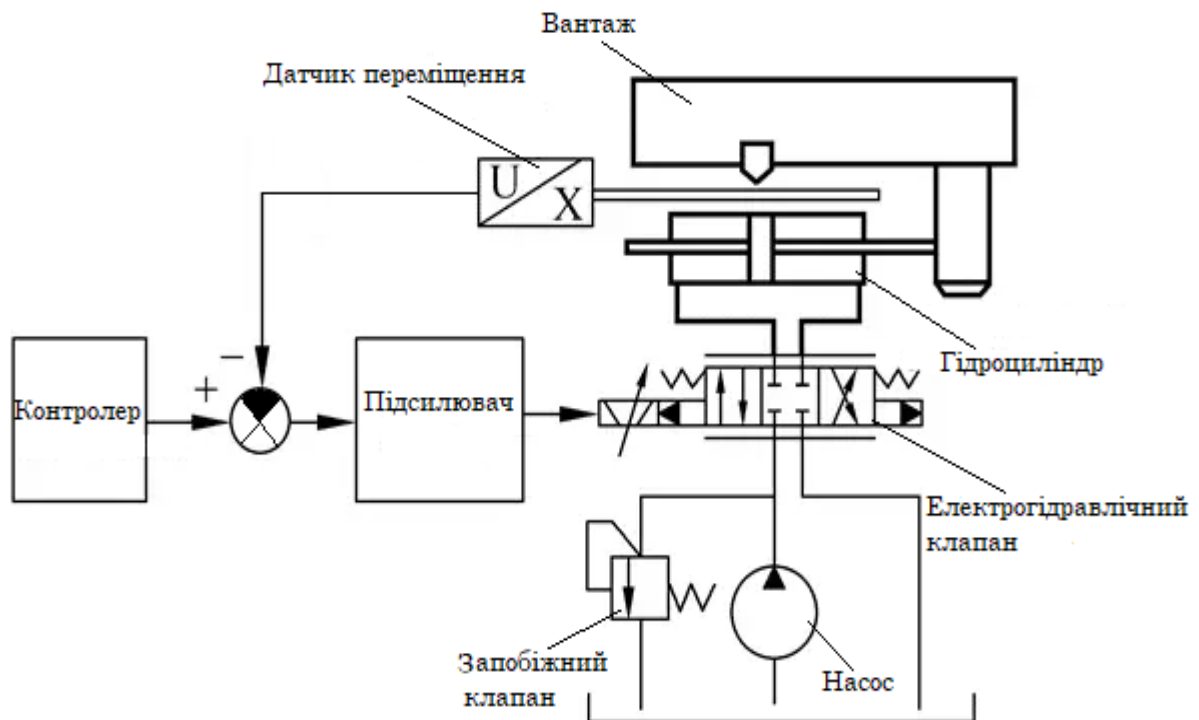 Вантаж
Датчик переміщення
U
X
Гідроциліндр
−
+
Контролер
Підсилювач
Електрогідравлічний
клапан
Запобіжний
клапан
Насос